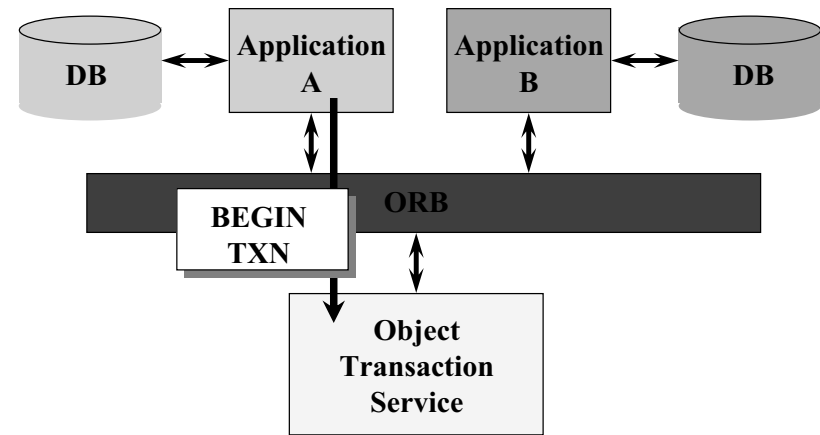 DB
Application
A
Application
B
DB
ORB
BEGIN
TXN
Object
Transaction
Service